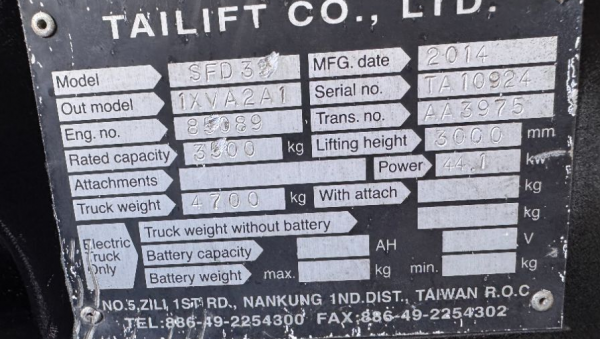 TAILIFT CO., LTD.
Model SFD3 MFG. date 2014
Out model 1XVA2A1 Serial no. TA10924
Eng. no. Trans. no. AA3975
Rated capacity 3500 kg Lifting height 3000 mm
Attachments Power 44.1 kw
Truck weight 4700 kg With attach kg
Electric Truck Only
Truck weight without battery kg
Battery capacity AH V
Battery weight max. kg min. kg
NO.5,ZILI, 1ST RD., NANKUNG 1ND.DIST., TAIWAN R.O.C
TEL:886-49-2254300 FAX:886-49-2254302